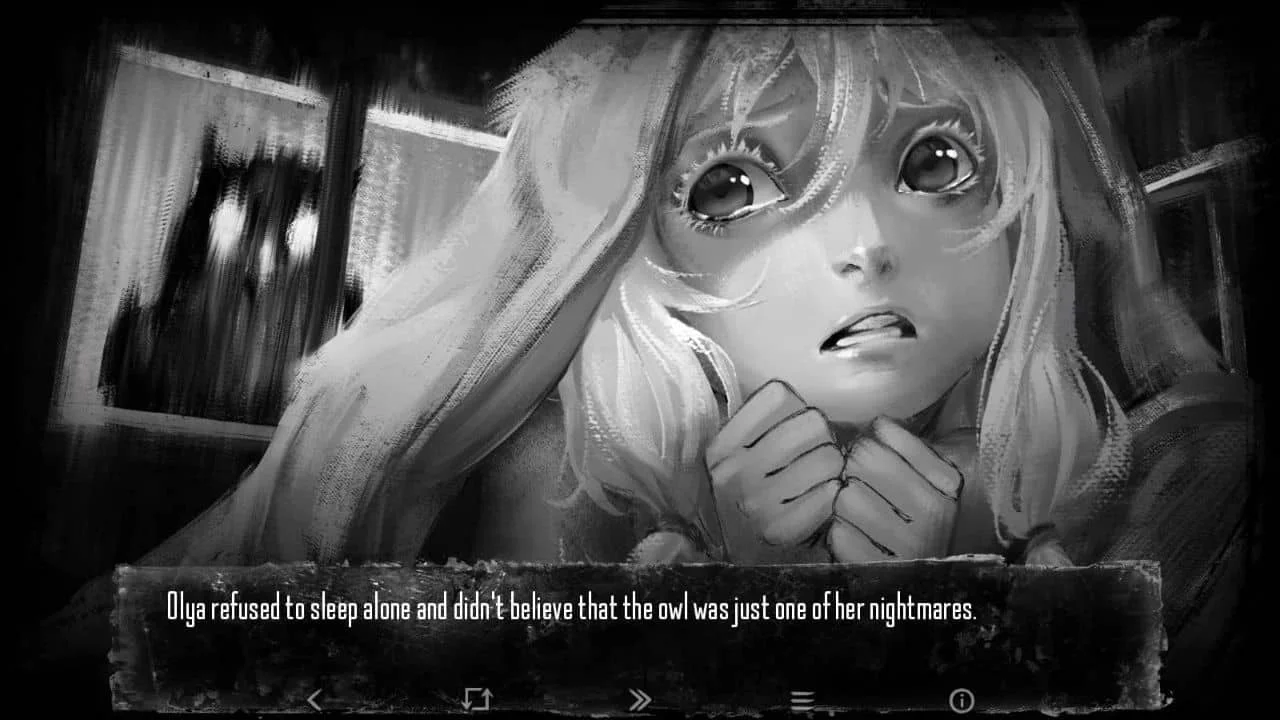 Olya refused to sleep alone and didn't believe that the owl was just one of her nightmares.